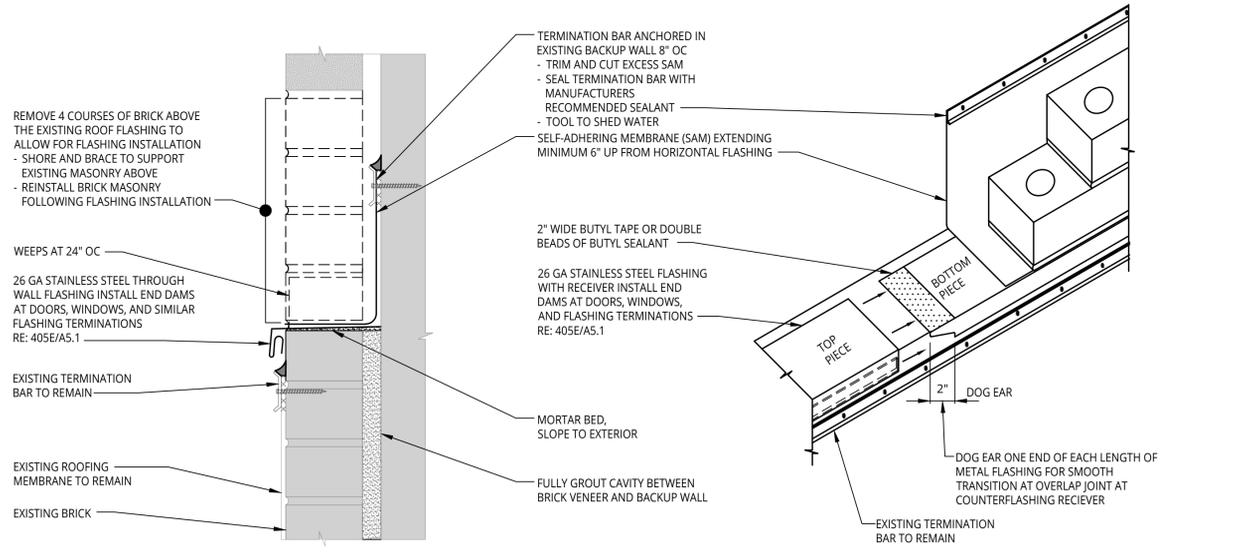 REMOVE 4 COURSES OF BRICK ABOVE
THE EXISTING ROOF FLASHING TO
ALLOW FOR FLASHING INSTALLATION
- SHORE AND BRACE TO SUPPORT
EXISTING MASONRY ABOVE
- REINSTALL BRICK MASONRY
FOLLOWING FLASHING INSTALLATION
WEEPS AT 24" OC
26 GA STAINLESS STEEL THROUGH
WALL FLASHING INSTALL END DAMS
AT DOORS, WINDOWS, AND SIMILAR
FLASHING TERMINATIONS
RE: 405E/A5.1
EXISTING TERMINATION
BAR TO REMAIN
EXISTING ROOFING
MEMBRANE TO REMAIN
EXISTING BRICK
TERMINATION BAR ANCHORED IN
EXISTING BACKUP WALL 8" OC
- TRIM AND CUT EXCESS SAM
- SEAL TERMINATION BAR WITH
MANUFACTURERS
RECOMMENDED SEALANT
- TOOL TO SHED WATER
SELF-ADHERING MEMBRANE (SAM) EXTENDING
MINIMUM 6" UP FROM HORIZONTAL FLASHING
2" WIDE BUTYL TAPE OR DOUBLE
BEADS OF BUTYL SEALANT
26 GA STAINLESS STEEL FLASHING
WITH RECEIVER INSTALL END
DAMS AT DOORS, WINDOWS,
AND FLASHING TERMINATIONS
RE: 405E/A5.1
MORTAR BED,
SLOPE TO EXTERIOR
FULLY GROUT CAVITY BETWEEN
BRICK VENEER AND BACKUP WALL
BOTTOM
PIECE
TOP
PIECE
2"
DOG EAR
DOG EAR ONE END OF EACH LENGTH OF
METAL FLASHING FOR SMOOTH
TRANSITION AT OVERLAP JOINT AT
COUNTERFLASHING RECIEVER
EXISTING TERMINATION
BAR TO REMAIN